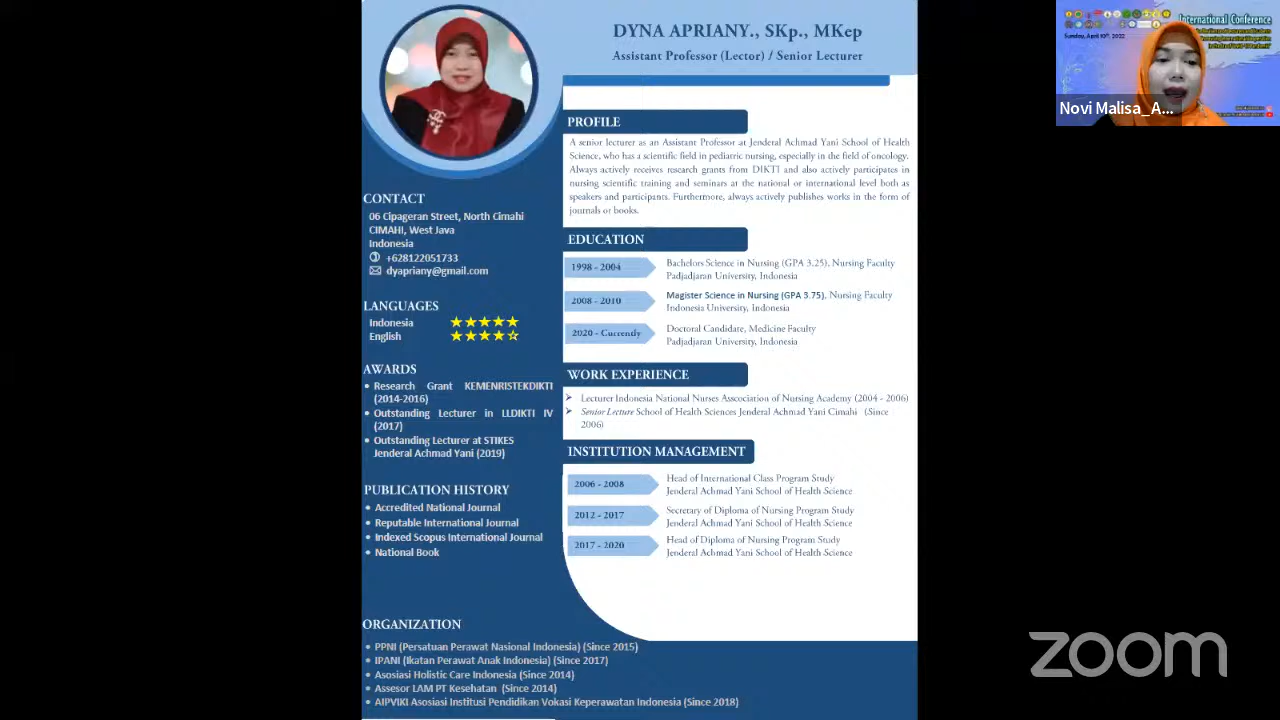 DYNA APRIANY., SKp., MKep
Assistant Professor (Lector) / Senior Lecturer
PROFILE
A senior lecturer as an Assistant Professor at Jenderal Achmad Yani School of Health
Science, who has a scientific field in pediatric nursing, especially in the field of oncology.
Always actively receives research grants from DIKTI and also actively participates in
nursing scientific training and seminars at the national or international level both as
speakers and participants. Furthermore, always actively publishes works in the form of
journals or books.
CONTACT
06 Cipageran Street, North Cimahi
CIMAHI, West Java
Indonesia
+628122051733
dyapriany@gmail.com
LANGUAGES
Indonesia
English
AWARDS
• Research Grant KEMENRISTEKDIKTI
(2014-2016)
• Outstanding Lecturer in LLDIKTI IV
(2017)
• Outstanding Lecturer at STIKES
Jenderal Achmad Yani (2019)
PUBLICATION HISTORY
• Accredited National Journal
• Reputable International Journal
• Indexed Scopus International Journal
• National Book
EDUCATION
1998 - 2004
Bachelors Science in Nursing (GPA 3.25), Nursing Faculty
Padjadjaran University, Indonesia
2008 - 2010
Magister Science in Nursing (GPA 3.75), Nursing Faculty
Indonesia University, Indonesia
2020 - Currently
Doctoral Candidate, Medicine Faculty
Padjadjaran University, Indonesia
WORK EXPERIENCE
Lecturer Indonesia National Nurses Asscociation of Nursing Academy (2004 - 2006)
Senior Lecture School of Health Sciences Jenderal Achmad Yani Cimahi (Since
2006)
INSTITUTION MANAGEMENT
2006 - 2008
Head of International Class Program Study
Jenderal Achmad Yani School of Health Science
2012 - 2017
Secretary of Diploma of Nursing Program Study
Jenderal Achmad Yani School of Health Science
2017 - 2020
Head of Diploma of Nursing Program Study
Jenderal Achmad Yani School of Health Science
ORGANIZATION
• PPNI (Persatuan Perawat Nasional Indonesia) (Since 2015)
• IPANI (Ikatan Perawat Anak Indonesia) (Since 2017)
• Asosiasi Holistic Care Indonesia (Since 2014)
• Assesor LAM PT Kesehatan (Since 2014)
• AIPVIKI Asosiasi Institusi Pendidikan Vokasi Keperawatan Indonesia (Since 2018)
International Conference
Sunday, April 10th, 2022
Novi Malisa_A...
zoom